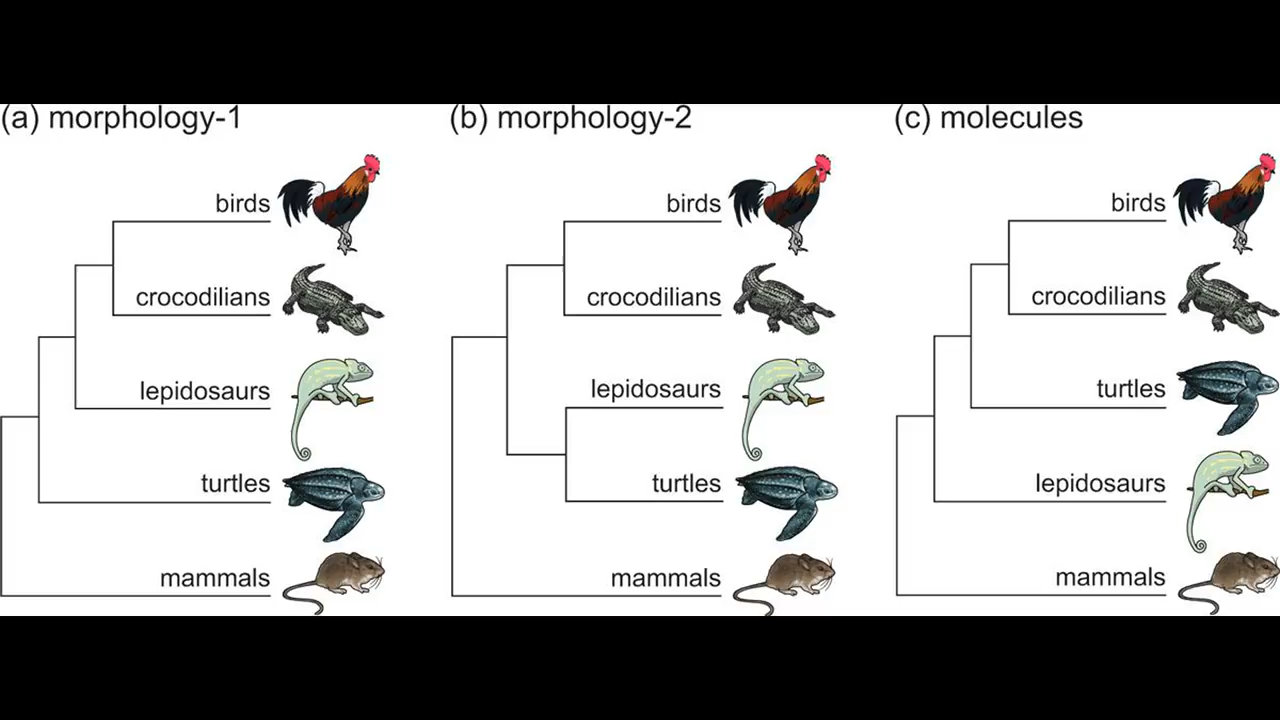 (a) morphology-1
birds
crocodilians
lepidosaurs
turtles
mammals
(b) morphology-2
birds
crocodilians
lepidosaurs
turtles
mammals
(c) molecules
birds
crocodilians
turtles
lepidosaurs
mammals